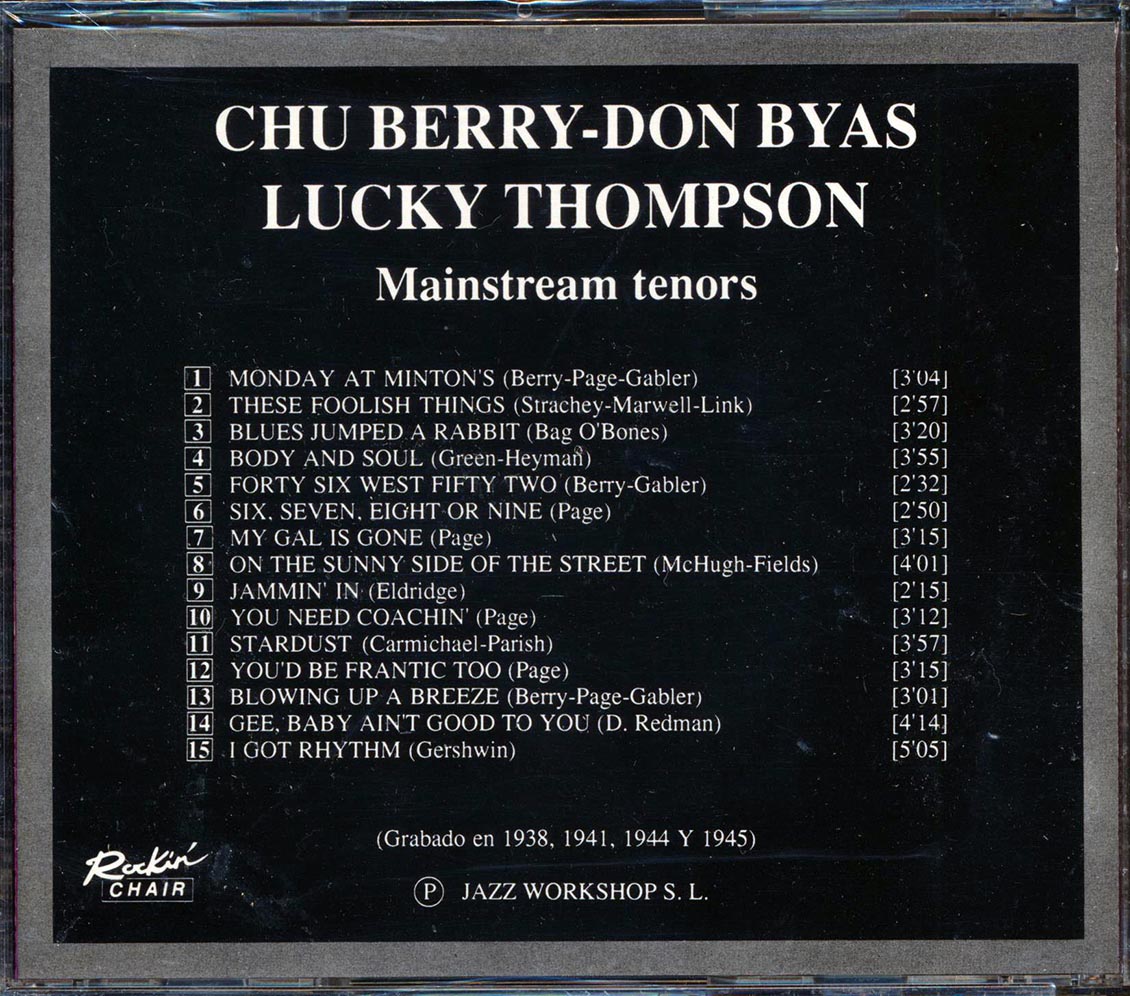 CHU BERRY-DON BYAS
LUCKY THOMPSON
Mainstream tenors
1 MONDAY AT MINTON'S (Berry-Page-Gabler) [3'04]
2 THESE FOOLISH THINGS (Strachey-Marwell-Link) [2'57]
3 BLUES JUMPED A RABBIT (Bag O'Bones) [3'20]
4 BODY AND SOUL (Green-Heyman) [3'55]
5 FORTY SIX WEST FIFTY TWO (Berry-Gabler) [2'32]
6 SIX, SEVEN, EIGHT OR NINE (Page) [2'50]
7 MY GAL IS GONE (Page) [3'15]
8 ON THE SUNNY SIDE OF THE STREET (McHugh-Fields) [4'01]
9 JAMMIN' IN (Eldridge) [2'15]
10 YOU NEED COACHIN' (Page) [3'12]
11 STARDUST (Carmichael-Parish) [3'57]
12 YOU'D BE FRANTIC TOO (Page) [3'15]
13 BLOWING UP A BREEZE (Berry-Page-Gabler) [3'01]
14 GEE, BABY AIN'T GOOD TO YOU (D. Redman) [4'14]
15 I GOT RHYTHM (Gershwin) [5'05]
(Grabado en 1938, 1941, 1944 Y 1945)
Rockin'
CHAIR
Ⓟ JAZZ WORKSHOP S. L.